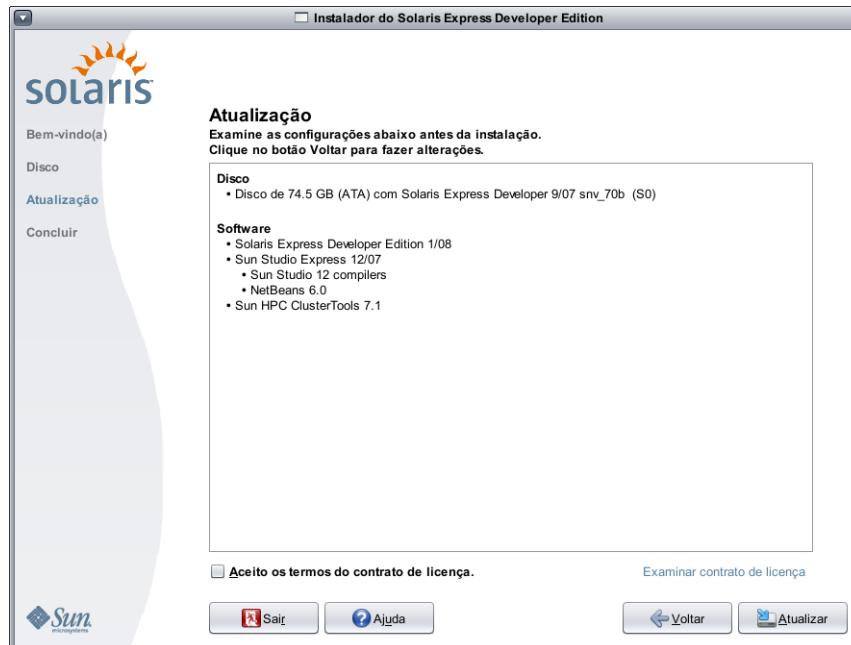 Instalador do Solaris Express Developer Edition
solaris
Bem-vindo(a)
Disco
Atualização
Concluir
Atualização
Examine as configurações abaixo antes da instalação.
Clique no botão Voltar para fazer alterações.
Disco
• Disco de 74.5 GB (ATA) com Solaris Express Developer 9/07 snv_70b (S0)
Software
• Solaris Express Developer Edition 1/08
• Sun Studio Express 12/07
• Sun Studio 12 compilers
• NetBeans 6.0
• Sun HPC ClusterTools 7.1
Aceito os termos do contrato de licença. Examinar contrato de licença
Sun
microsystems
Sair Ajuda Voltar Atualizar